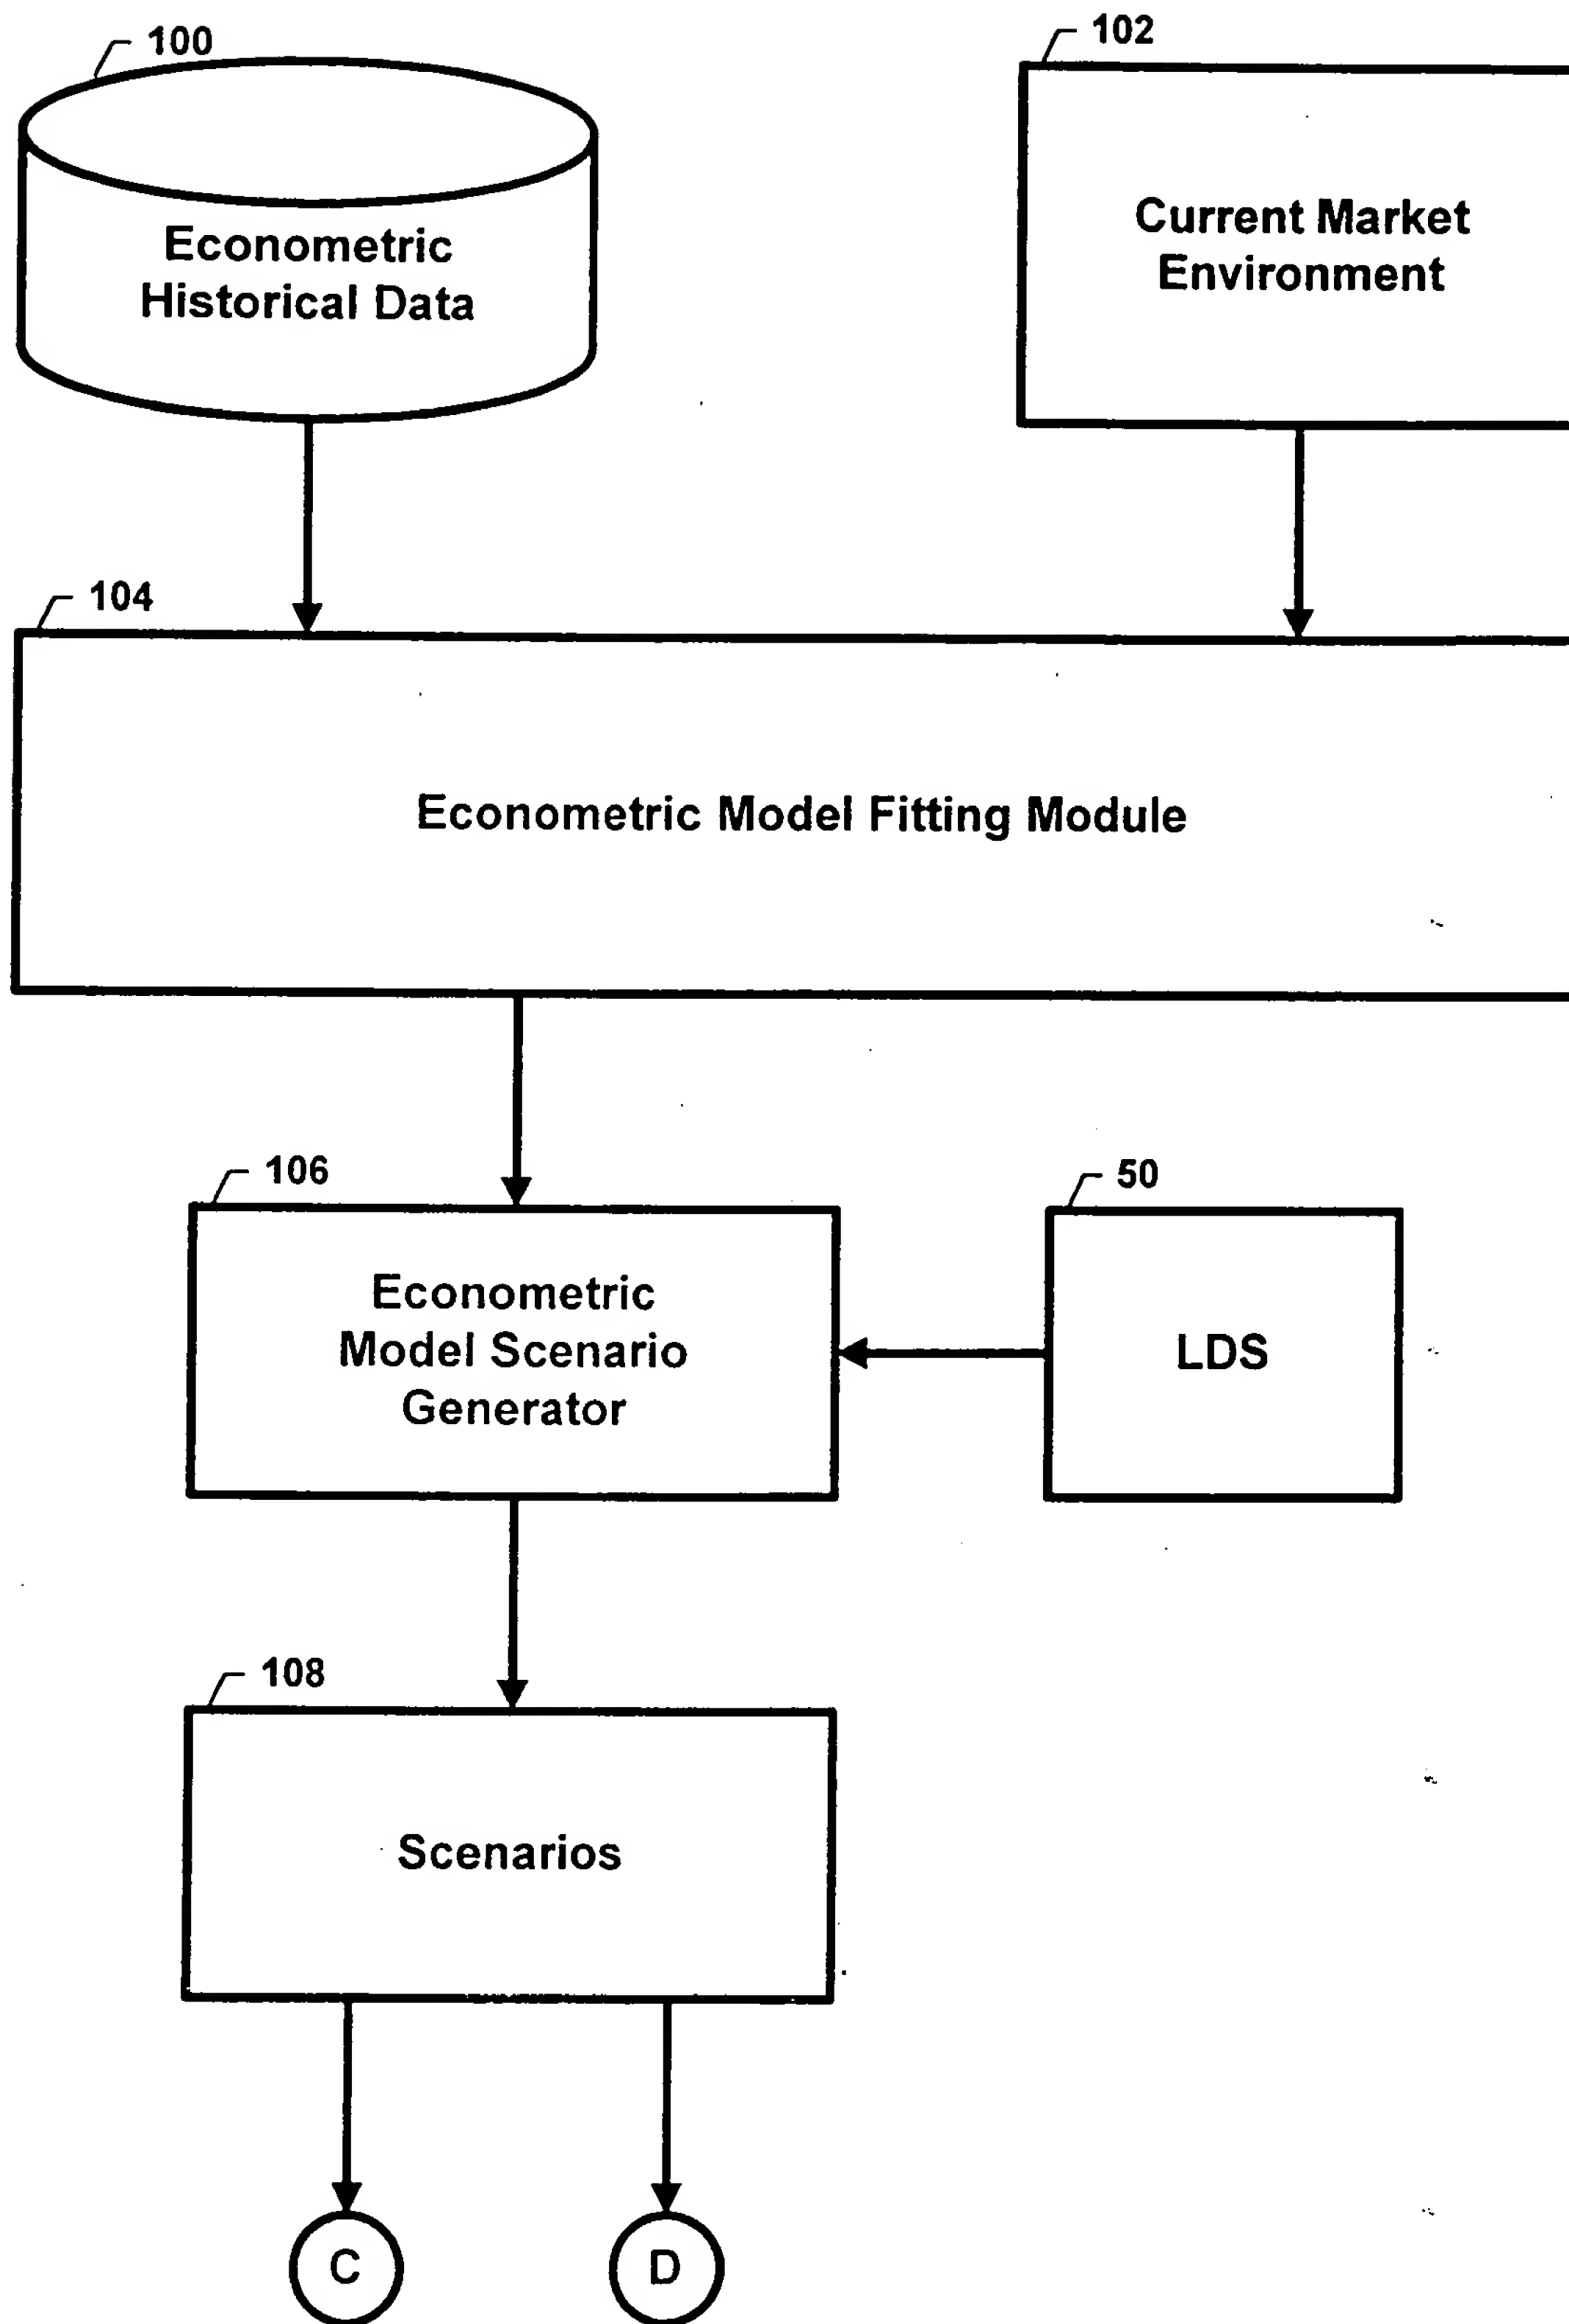 100
102
Econometric
Historical Data
Current Market
Environment
104
Econometric Model Fitting Module
106
50
Econometric
Model Scenario
Generator
LDS
108
Scenarios
C
D